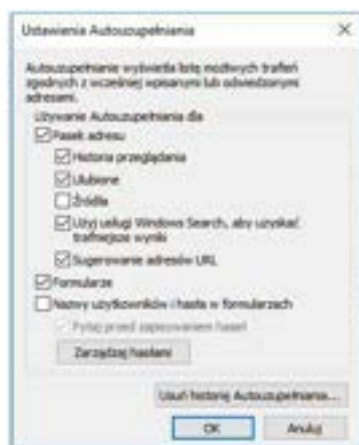 Ustawienia Autouzupełniania
Autouzupełnianie wyświetla listę możliwych trafień
zgodnych z wcześniej wpisanymi lub odwiedzanymi
adresami.
Używanie Autouzupełniania dla
Pasek adresu
Historia przeglądania
Ulubione
Źródła
Użyj usługi Windows Search, aby uzyskać
trafniejsze wyniki
Sugerowanie adresów URL
Formularze
Nazwy użytkowników i hasła w formularzach
Pytaj przed zapisywaniem haseł
Zarządzaj hasłami
Usuń historię Autouzupełniania...
OK
Anuluj